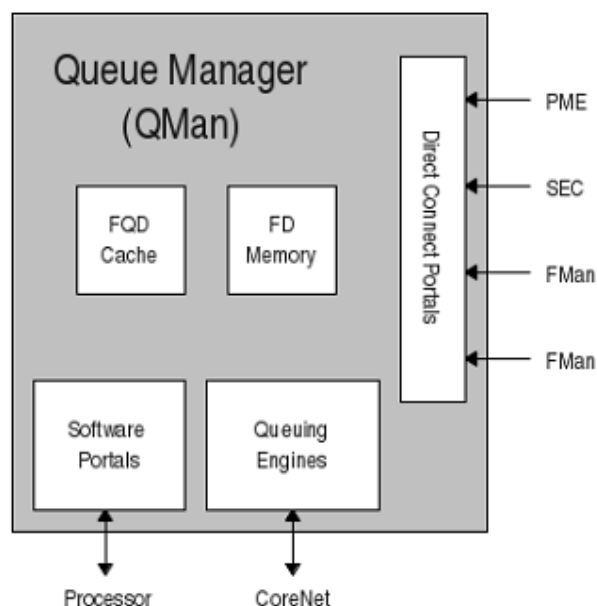 Queue Manager
(QMan)
Direct Connect Portals
PME
SEC
FMan
FMan
FQD
Cache
FD
Memory
Software
Portals
Queuing
Engines
Processor
CoreNet